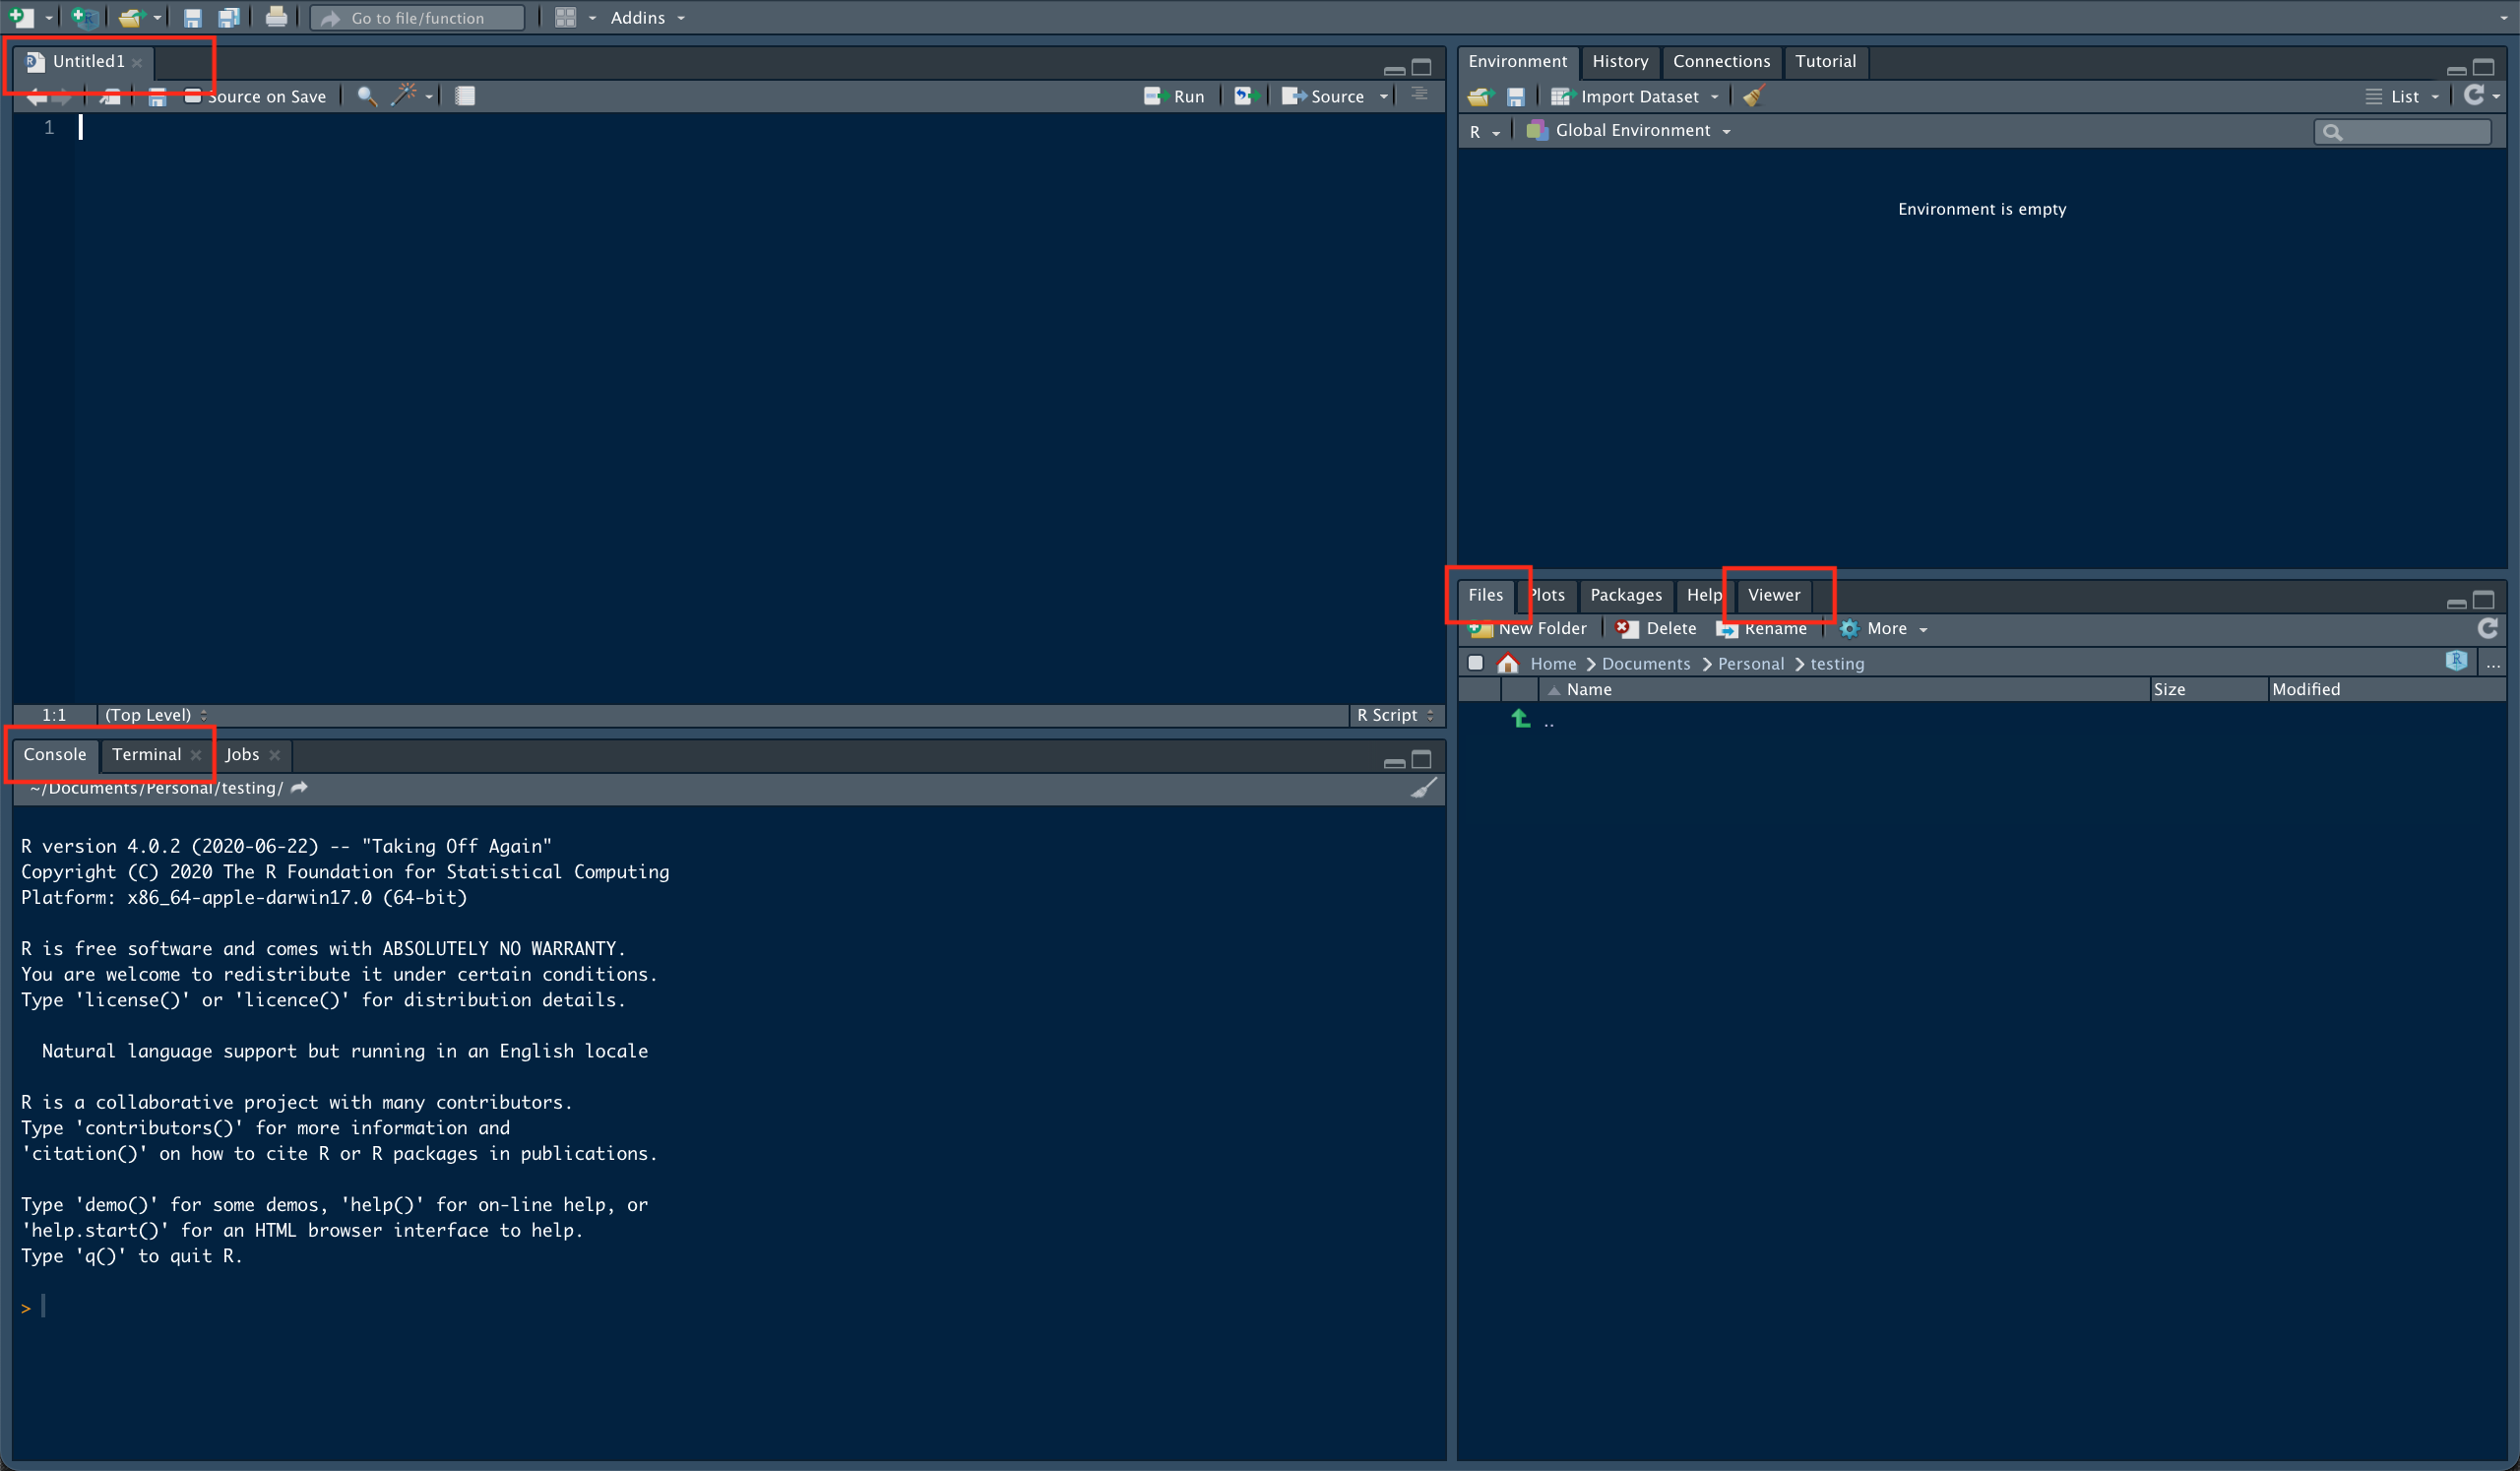 Go to file/function Addins
Untitled1
Source on Save Run Source
1
1:1 (Top Level) R Script
Console Terminal Jobs
~/Documents/Personal/testing/
R version 4.0.2 (2020-06-22) -- "Taking Off Again"
Copyright (C) 2020 The R Foundation for Statistical Computing
Platform: x86_64-apple-darwin17.0 (64-bit)
R is free software and comes with ABSOLUTELY NO WARRANTY.
You are welcome to redistribute it under certain conditions.
Type 'license()' or 'licence()' for distribution details.
Natural language support but running in an English locale
R is a collaborative project with many contributors.
Type 'contributors()' for more information and
'citation()' on how to cite R or R packages in publications.
Type 'demo()' for some demos, 'help()' for on-line help, or
'help.start()' for an HTML browser interface to help.
Type 'q()' to quit R.
>
Environment History Connections Tutorial
Import Dataset List
R Global Environment
Environment is empty
Files Plots Packages Help Viewer
New Folder Delete Rename More
Home Documents Personal testing ...
Name Size Modified
..